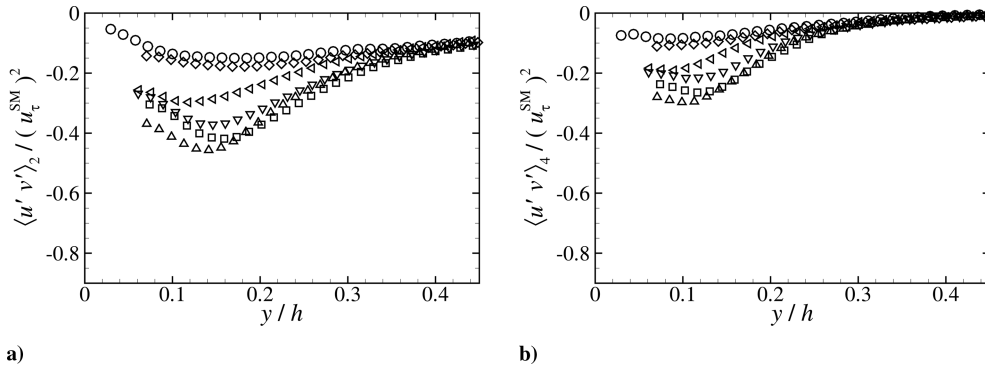 ⟨u' v'⟩₂ / ( u_τ^SM )²
0
-0.2
-0.4
-0.6
-0.8
0 0.1 0.2 0.3 0.4
y / h
a)
⟨u' v'⟩₄ / ( u_τ^SM )²
0
-0.2
-0.4
-0.6
-0.8
0 0.1 0.2 0.3 0.4
y / h
b)